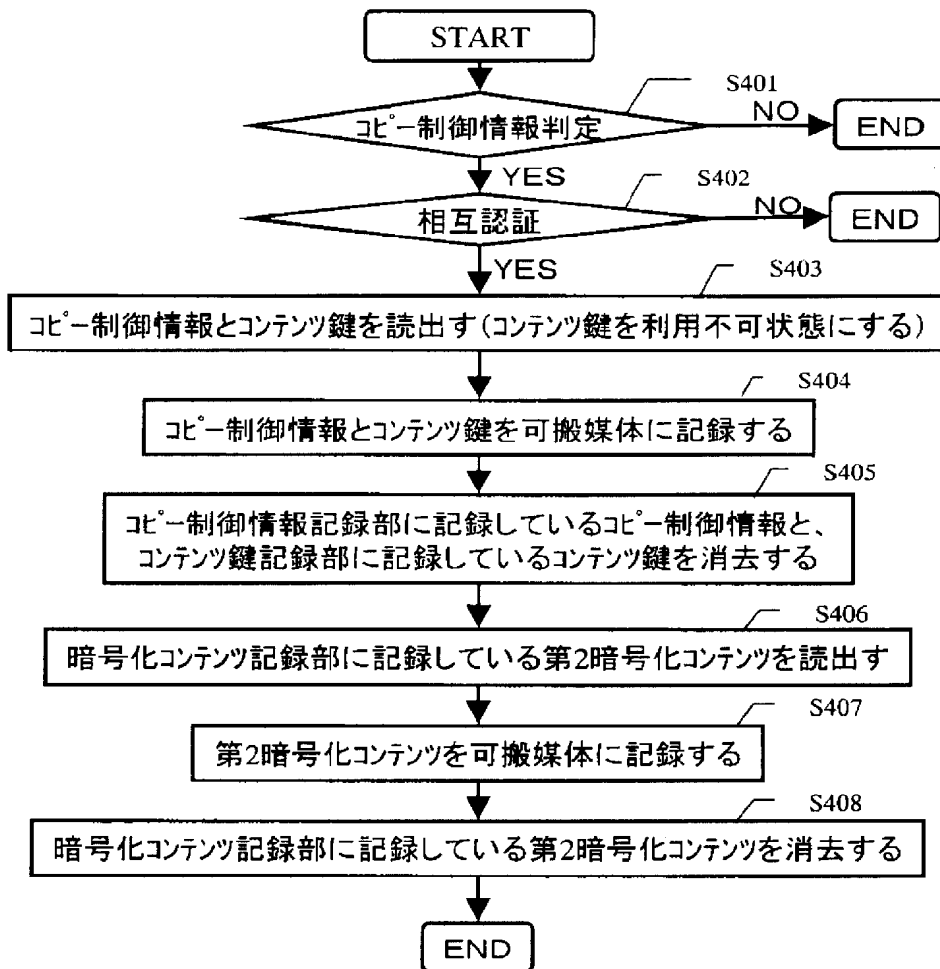 START
S401
コピー制御情報判定
NO
END
YES
S402
相互認証
NO
END
YES
S403
コピー制御情報とコンテンツ鍵を読出す(コンテンツ鍵を利用不可状態にする)
S404
コピー制御情報とコンテンツ鍵を可搬媒体に記録する
S405
コピー制御情報記録部に記録しているコピー制御情報と、
コンテンツ鍵記録部に記録しているコンテンツ鍵を消去する
S406
暗号化コンテンツ記録部に記録している第2暗号化コンテンツを読出す
S407
第2暗号化コンテンツを可搬媒体に記録する
S408
暗号化コンテンツ記録部に記録している第2暗号化コンテンツを消去する
END